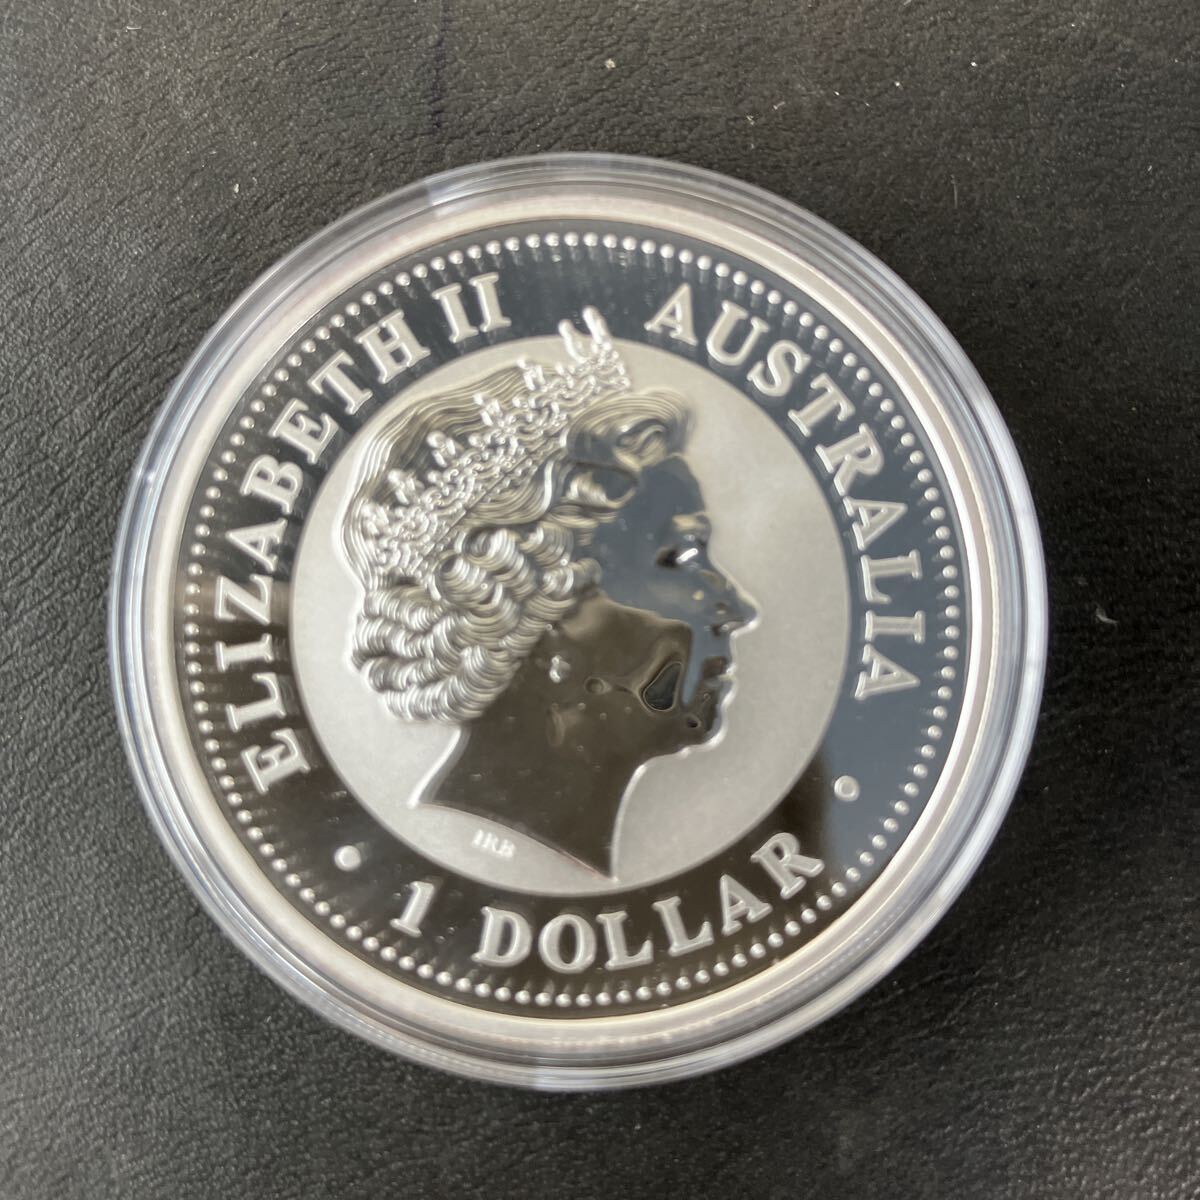 ELIZABETH II
AUSTRALIA
1 DOLLAR
IRB